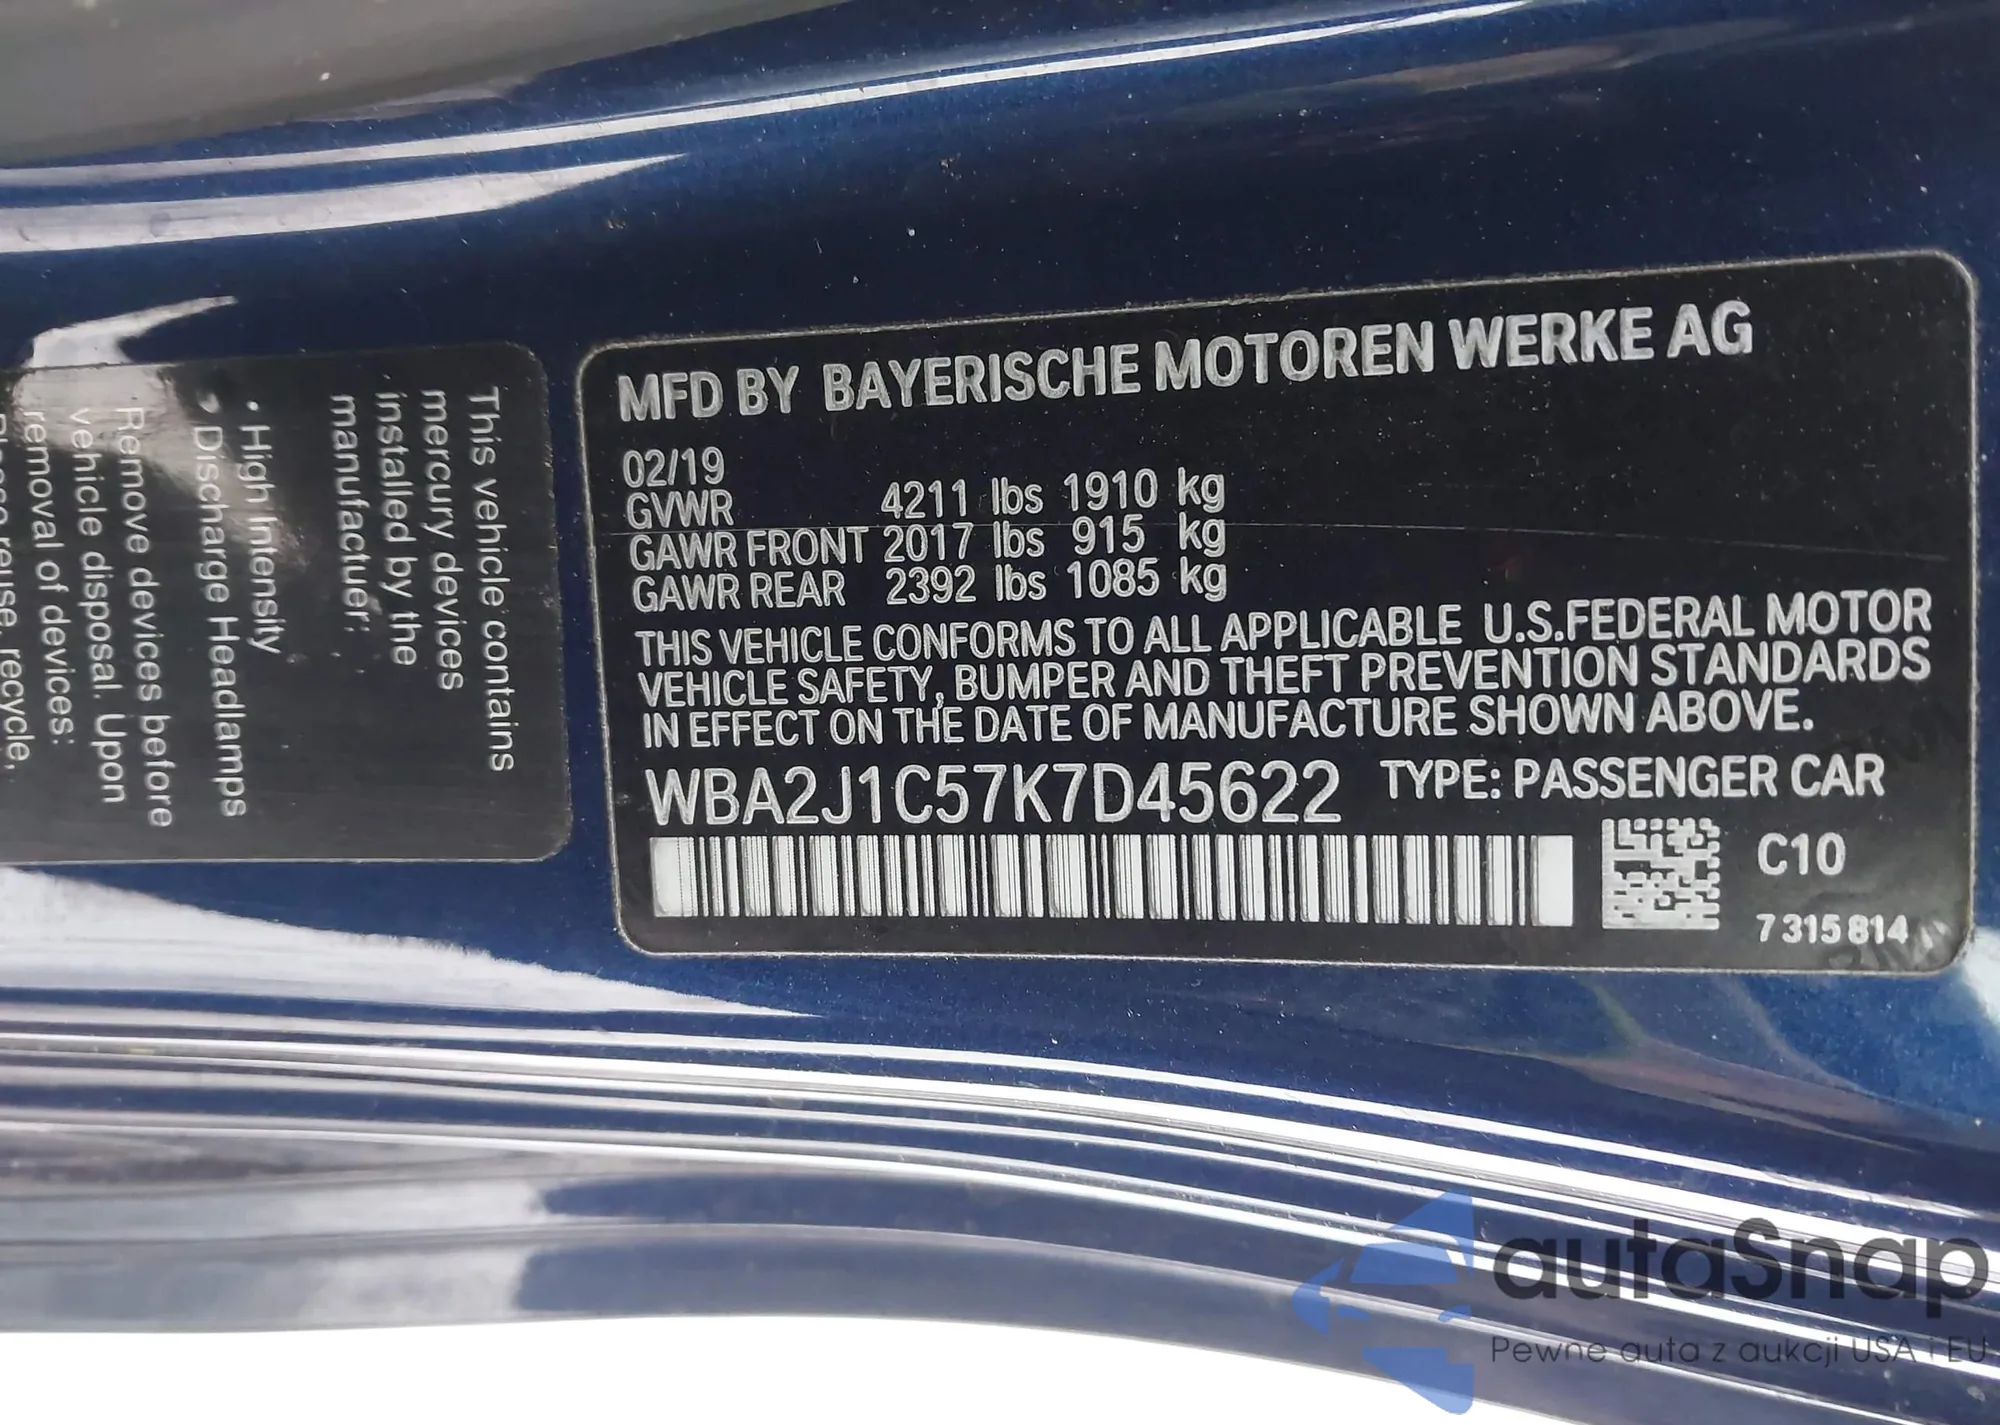 MFD BY BAYERISCHE MOTOREN WERKE AG
02/19
GVWR 4211 lbs 1910 kg
GAWR FRONT 2017 lbs 915 kg
GAWR REAR 2392 lbs 1085 kg
THIS VEHICLE CONFORMS TO ALL APPLICABLE U.S.FEDERAL MOTOR
VEHICLE SAFETY, BUMPER AND THEFT PREVENTION STANDARDS
IN EFFECT ON THE DATE OF MANUFACTURE SHOWN ABOVE.
WBA2J1C57K7D45622 TYPE: PASSENGER CAR
C10
7315814
This vehicle contains
mercury devices
installed by the
manufactuer:
• High Intensity
• Discharge Headlamps
Remove devices before
vehicle disposal. Upon
removal of devices:
reuse, recycle,
autaSnap
Pewne auta z aukcji USA i EU